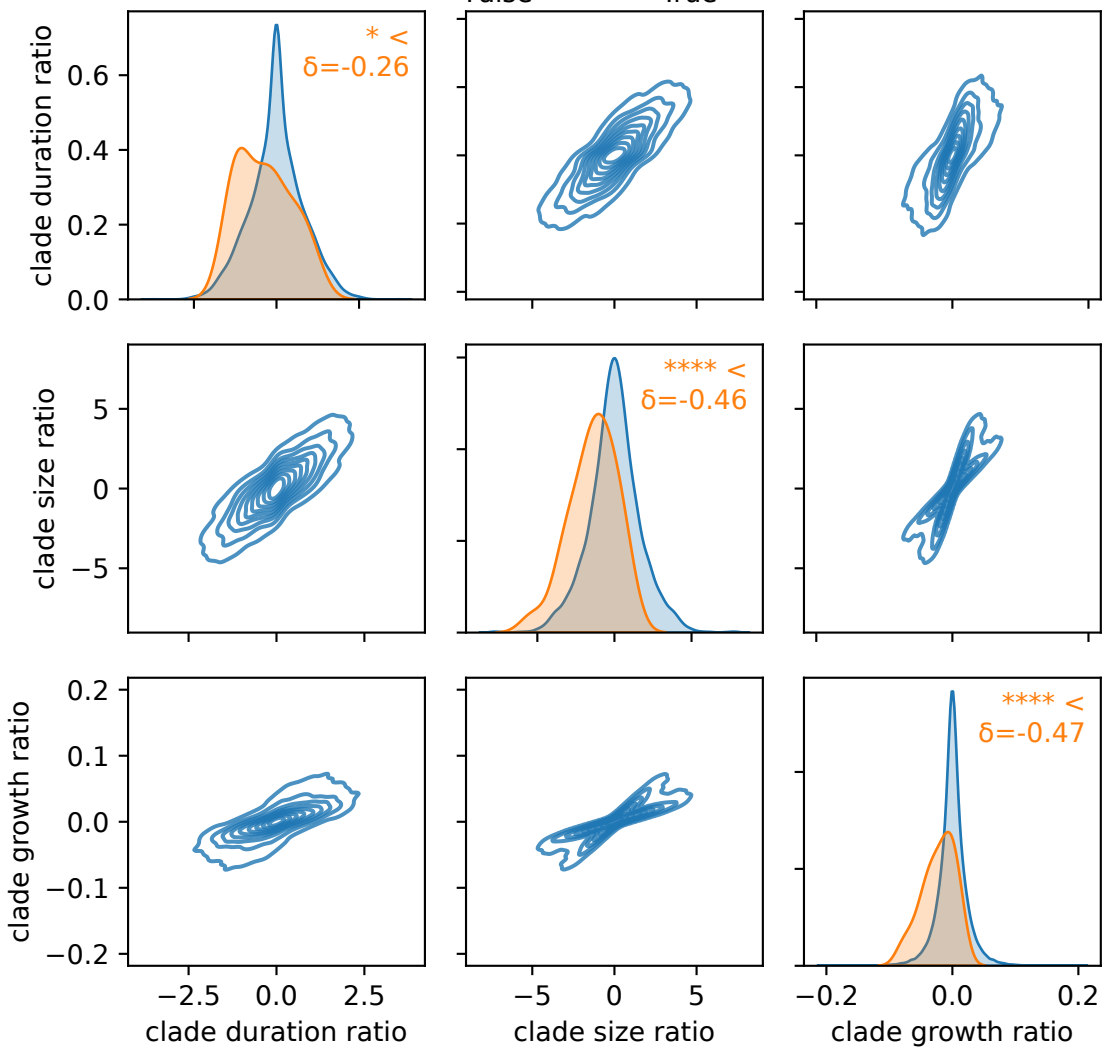 True
clade duration ratio
0.6
0.4
0.2
0.0
* <
δ=-0.26
clade size ratio
5
0
−5
**** <
δ=-0.46
clade growth ratio
0.2
0.1
0.0
−0.1
−0.2
**** <
δ=-0.47
−2.5 0.0 2.5
−5 0 5
−0.2 0.0 0.2
clade duration ratio
clade size ratio
clade growth ratio